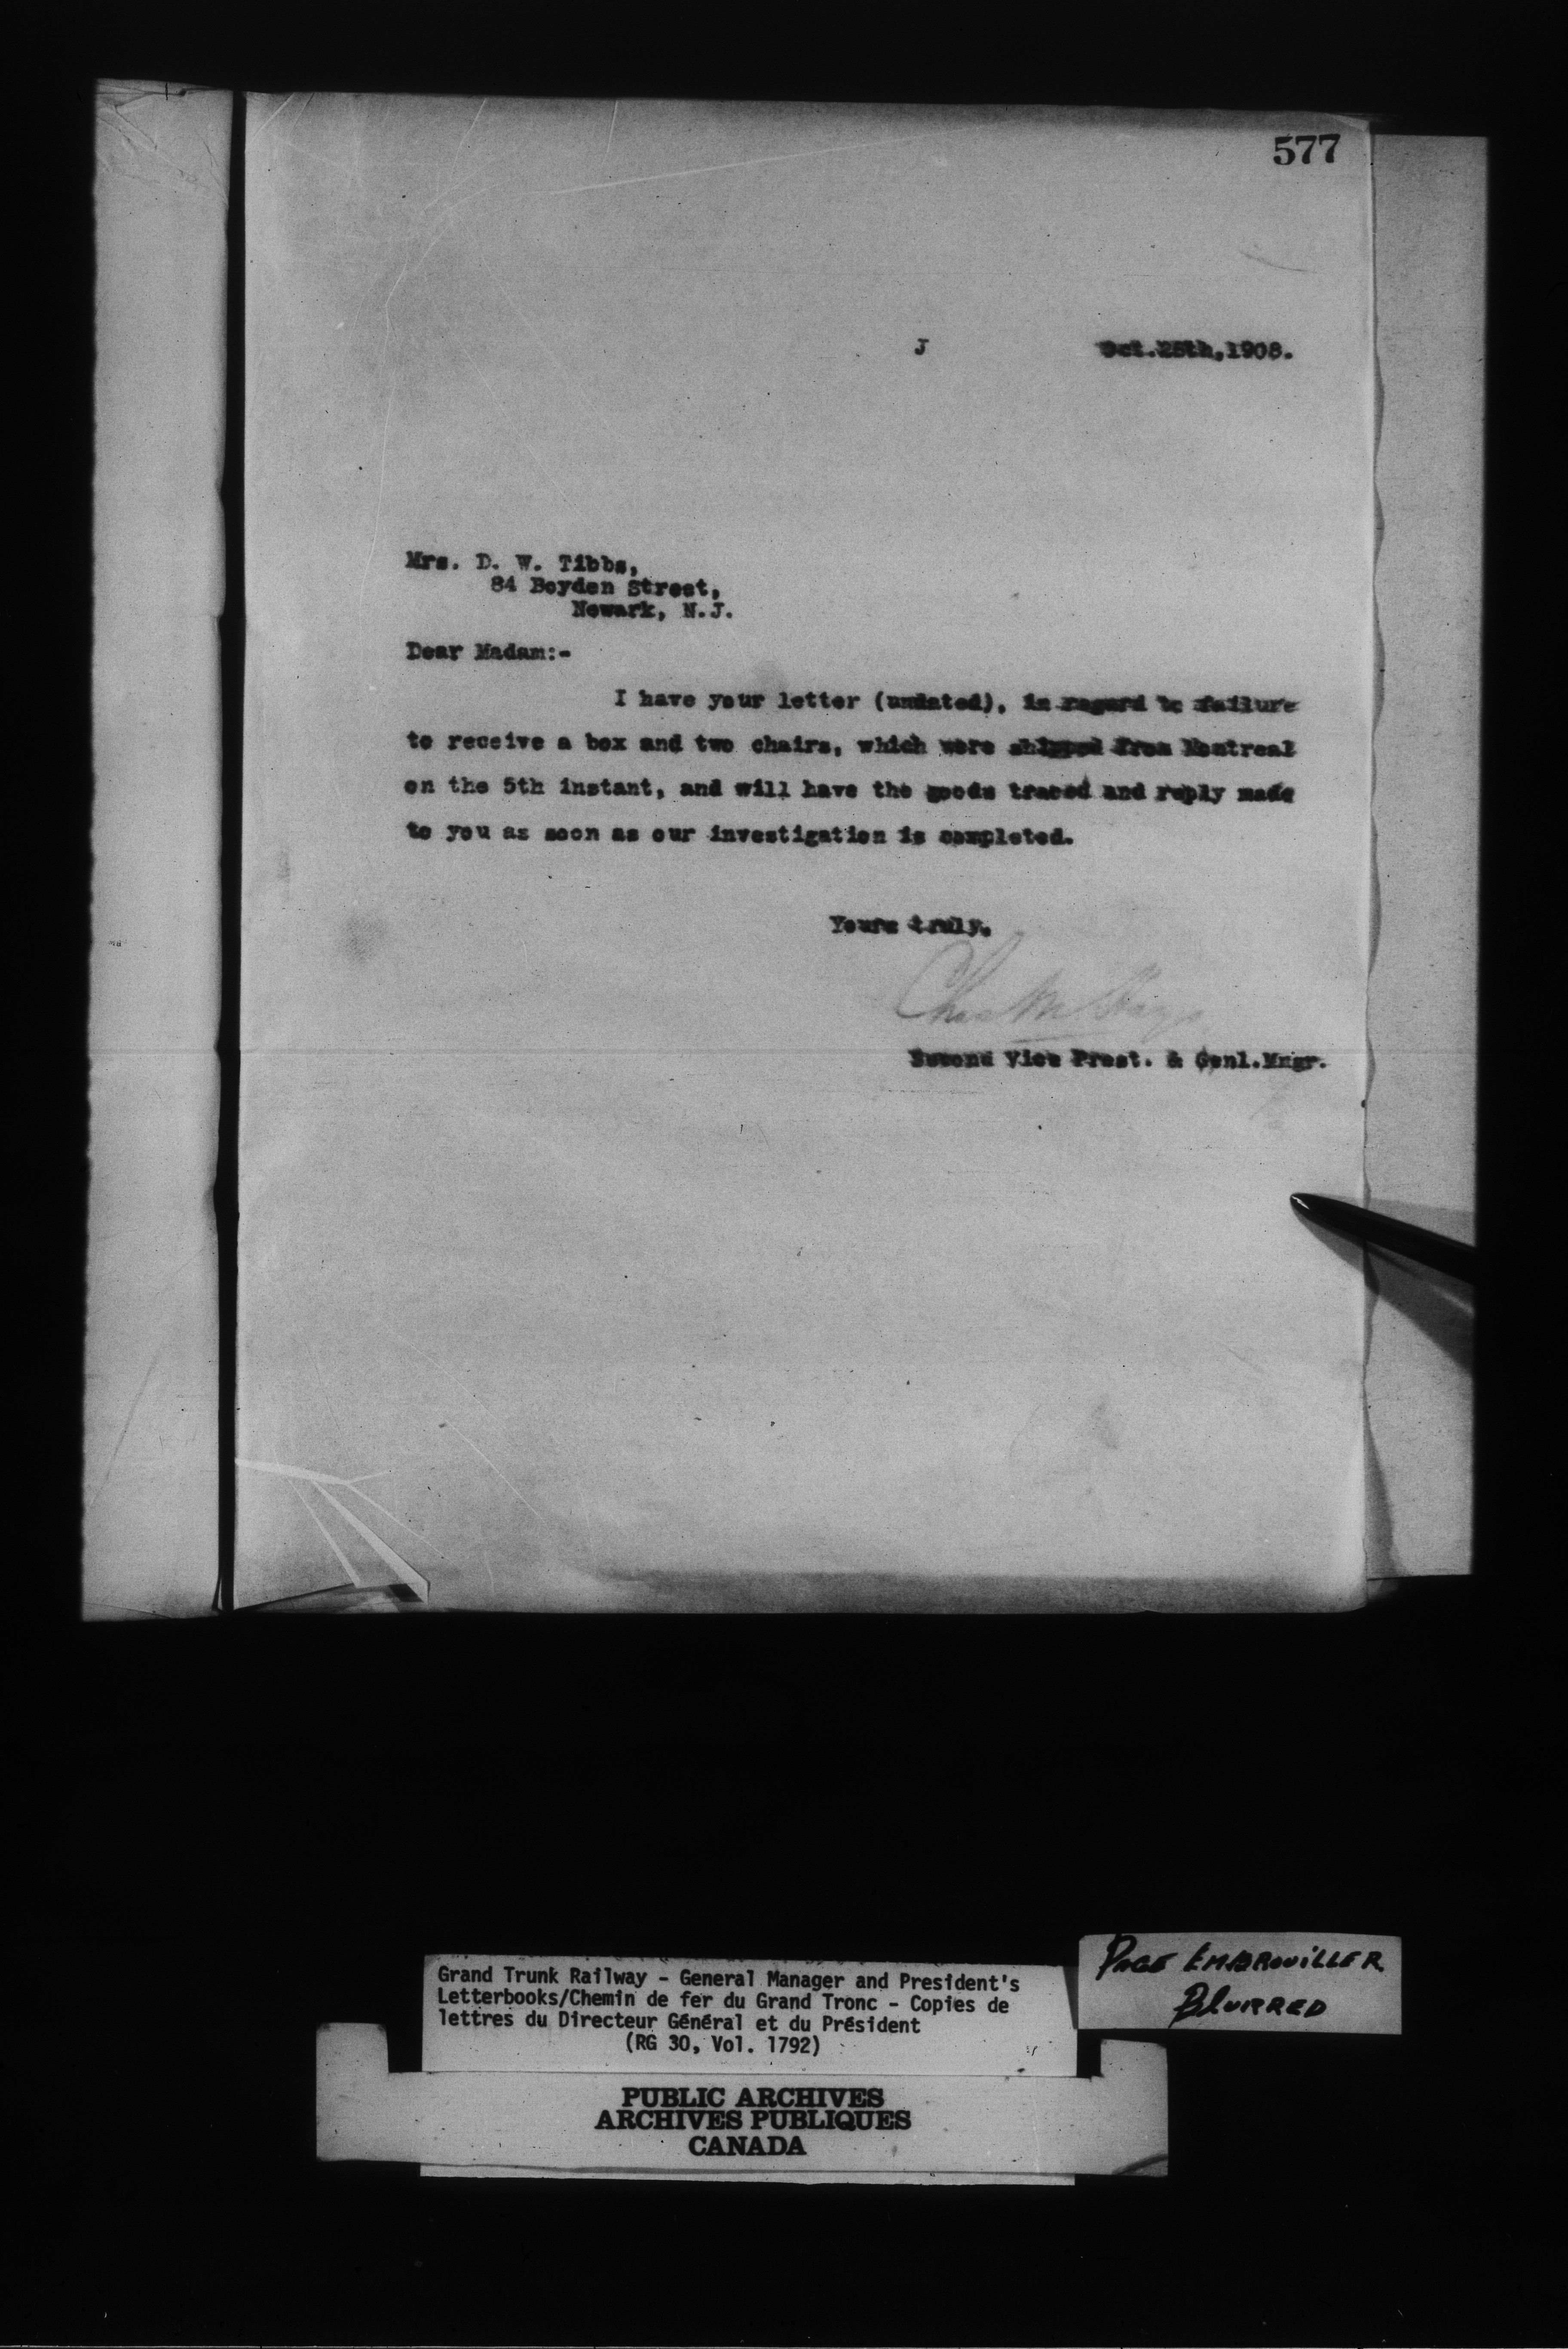 577
J Oct.25th,1908.
Mrs. D. W. Tibbs,
84 Boyden Street,
Newark, N.J.
Dear Madam:-
I have your letter (undated), in regard to failure
to receive a box and two chairs, which were shipped from Montreal
on the 5th instant, and will have the goods traced and reply made
to you as soon as our investigation is completed.
Yours truly,
Chas M Hays
Second Vice Prest. & Genl.Mngr.
Grand Trunk Railway - General Manager and President's
Letterbooks/Chemin de fer du Grand Tronc - Copies de
lettres du Directeur Général et du Président
(RG 30, Vol. 1792)
PAGE EMBROUILLER
BLURRED
PUBLIC ARCHIVES
ARCHIVES PUBLIQUES
CANADA